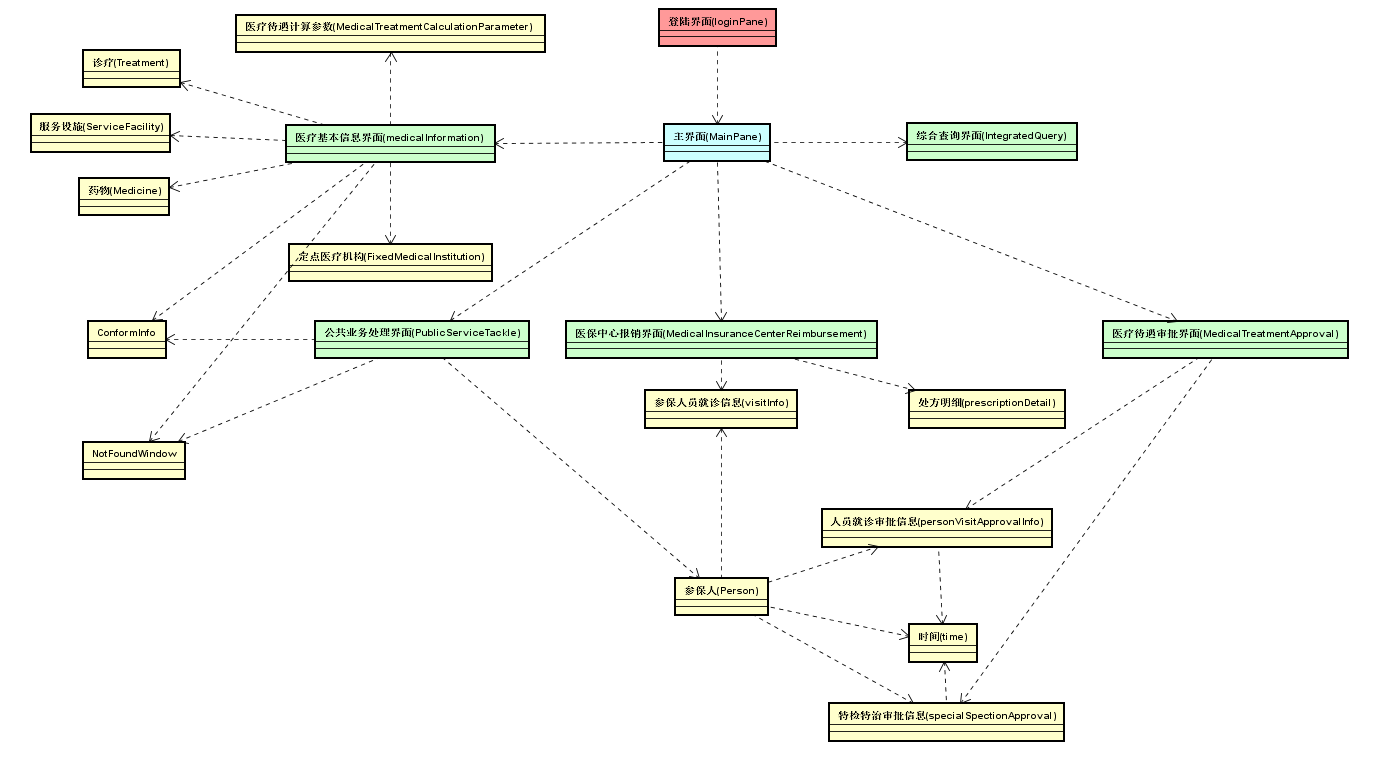 登陆界面(loginPane)
医疗待遇计算参数(MedicalTreatmentCalculationParameter)
诊疗(Treatment)
服务设施(ServiceFacility)
医疗基本信息界面(medicalInformation)
主界面(MainPane)
综合查询界面(IntegratedQuery)
药物(Medicine)
定点医疗机构(FixedMedicalInstitution)
ConformInfo
公共业务处理界面(PublicServiceTackle)
医保中心报销界面(MedicalInsuranceCenterReimbursement)
医疗待遇审批界面(MedicalTreatmentApproval)
参保人员就诊信息(visitInfo)
处方明细(prescriptionDetail)
NotFoundWindow
人员就诊审批信息(personVisitApprovalInfo)
参保人(Person)
时间(time)
特检特治审批信息(specialSpectionApproval)